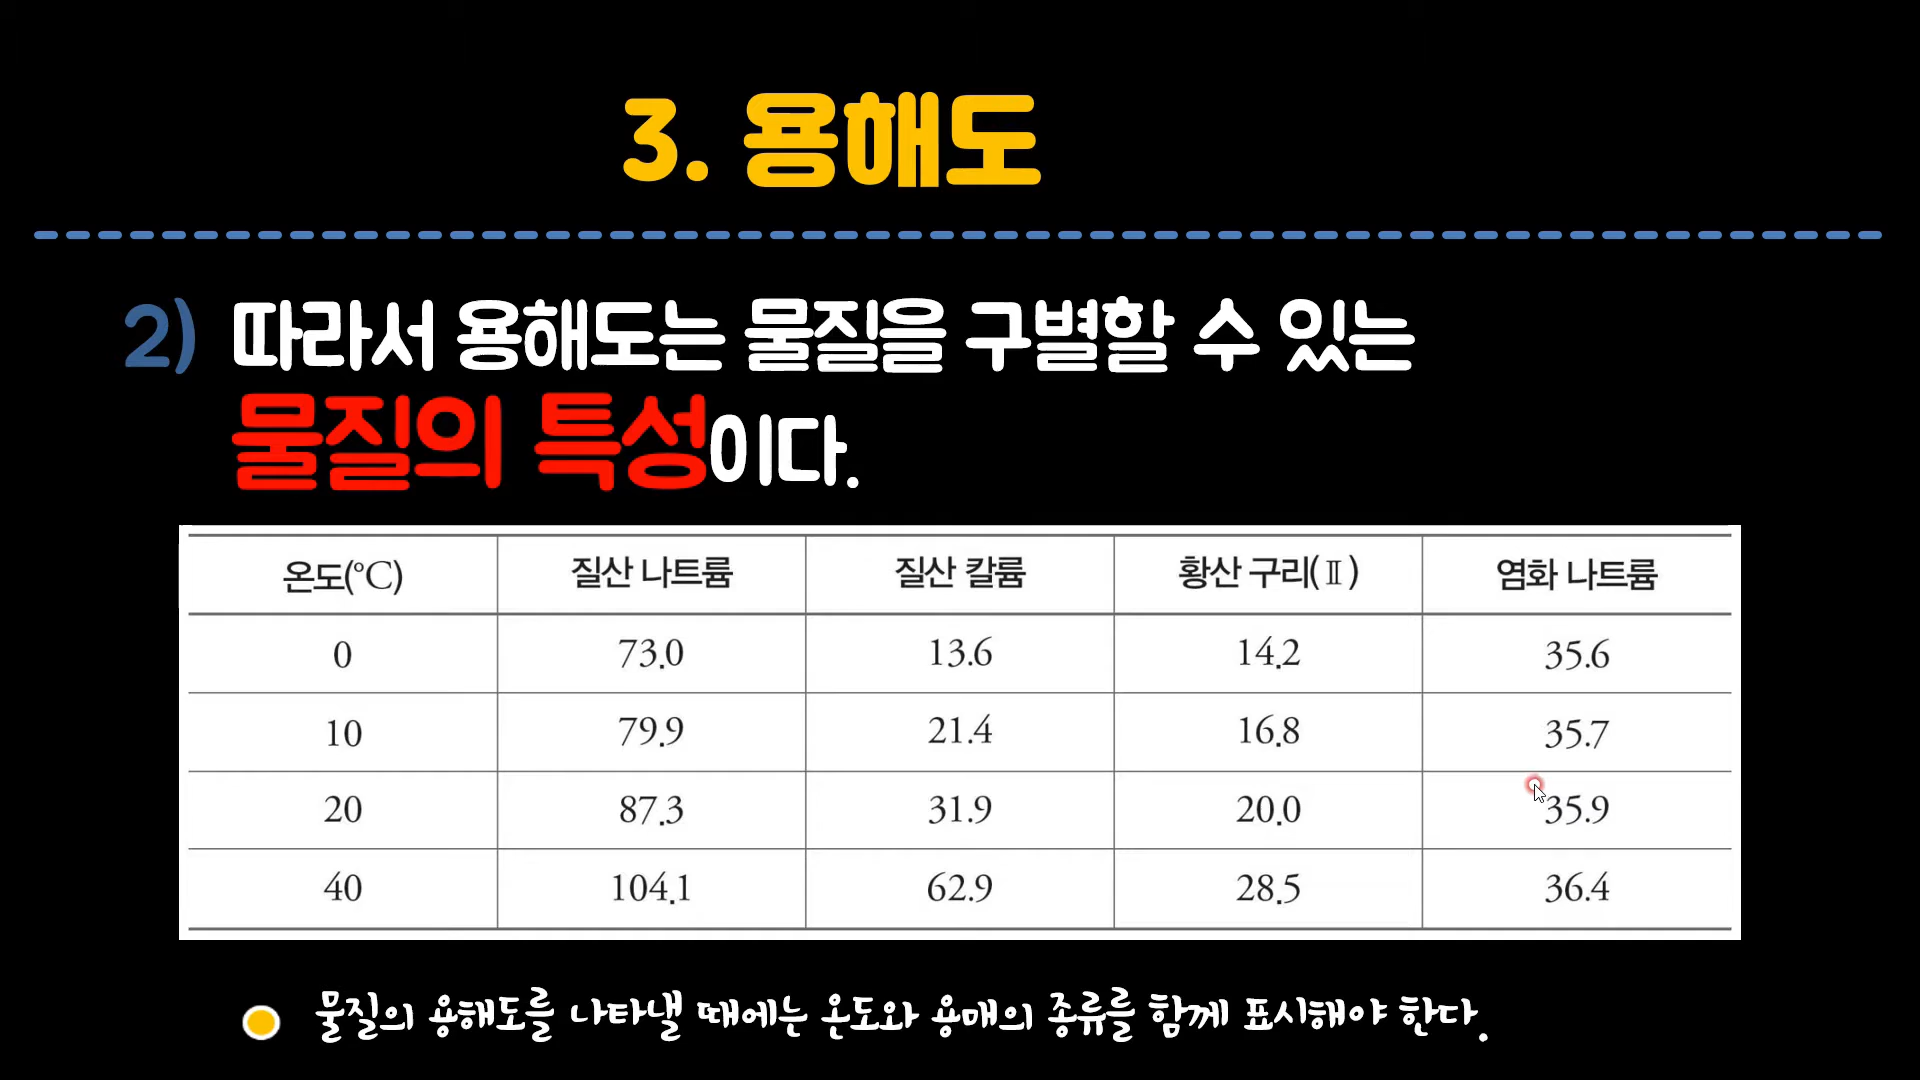 3. 용해도
2) 따라서 용해도는 물질을 구별할 수 있는
물질의 특성이다.
온도(℃) 질산 나트륨 질산 칼륨 황산 구리(Ⅱ) 염화 나트륨
0 73.0 13.6 14.2 35.6
10 79.9 21.4 16.8 35.7
20 87.3 31.9 20.0 35.9
40 104.1 62.9 28.5 36.4
물질의 용해도를 나타낼 때에는 온도와 용매의 종류를 함께 표시해야 한다.